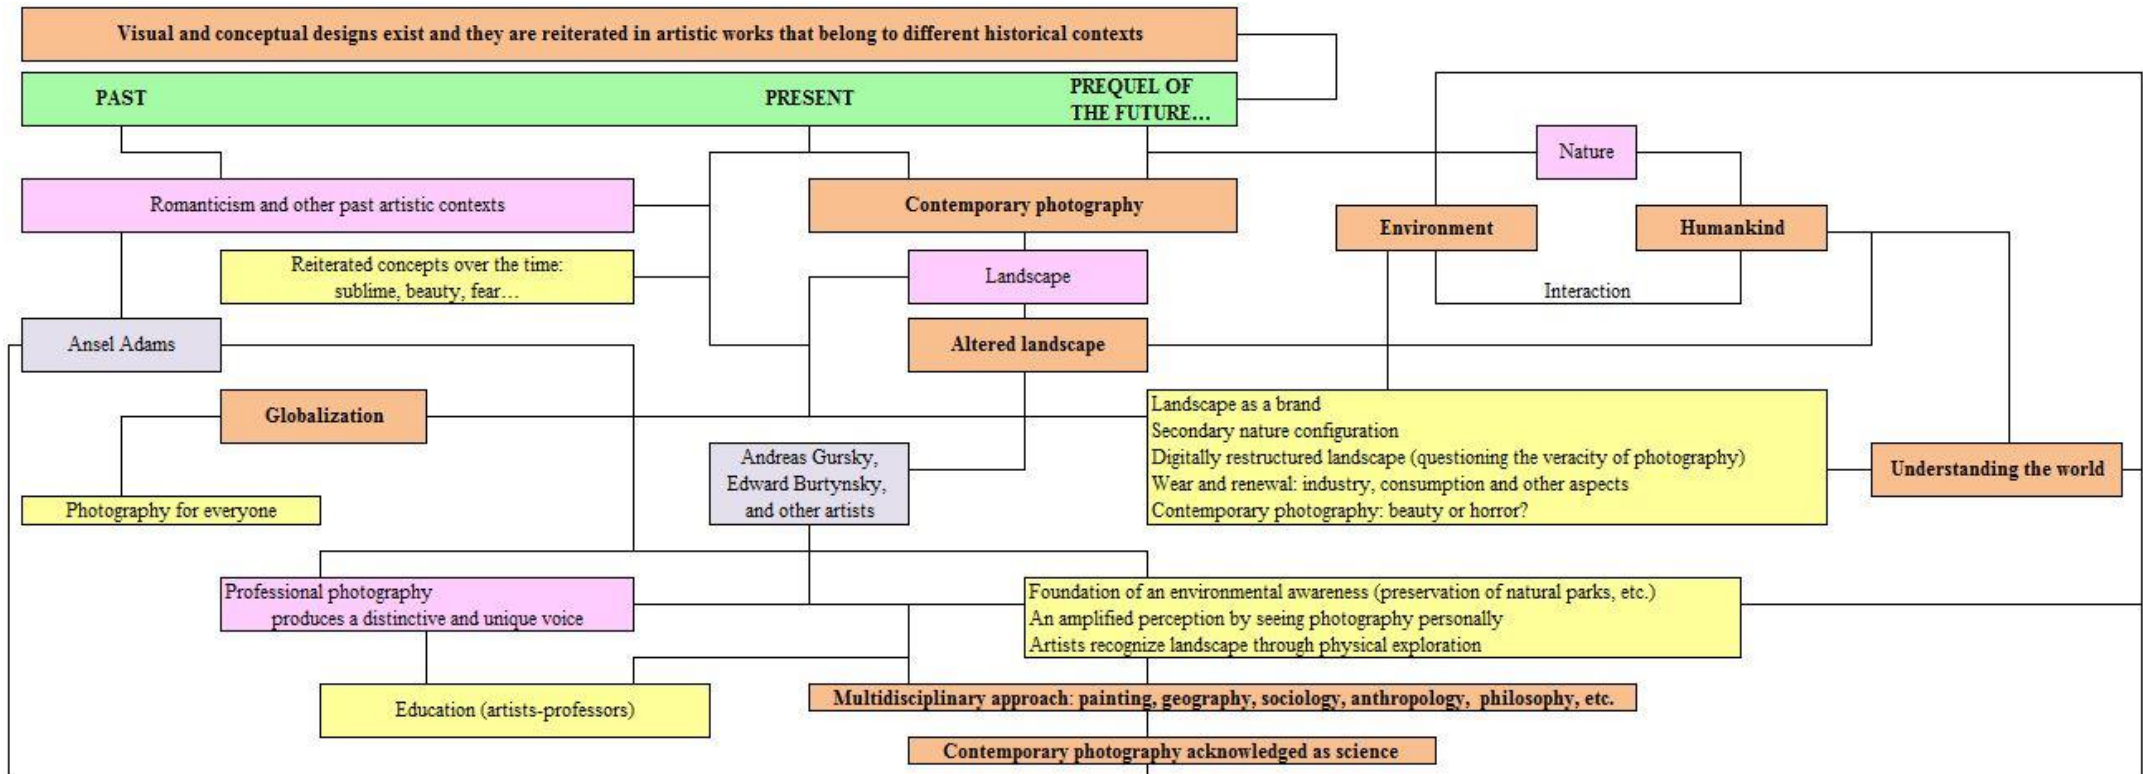 Visual and conceptual designs exist and they are reiterated in artistic works that belong to different historical contexts
PAST
PRESENT
PREQUEL OF
THE FUTURE...
Nature
Romanticism and other past artistic contexts
Contemporary photography
Environment
Humankind
Reiterated concepts over the time:
sublime, beauty, fear...
Landscape
Interaction
Ansel Adams
Altered landscape
Globalization
Landscape as a brand
Secondary nature configuration
Digitally restructured landscape (questioning the veracity of photography)
Wear and renewal: industry, consumption and other aspects
Contemporary photography: beauty or horror?
Andreas Gursky,
Edward Burtynsky,
and other artists
Understanding the world
Photography for everyone
Professional photography
produces a distinctive and unique voice
Foundation of an environmental awareness (preservation of natural parks, etc.)
An amplified perception by seeing photography personally
Artists recognize landscape through physical exploration
Education (artists-professors)
Multidisciplinary approach: painting, geography, sociology, anthropology, philosophy, etc.
Contemporary photography acknowledged as science